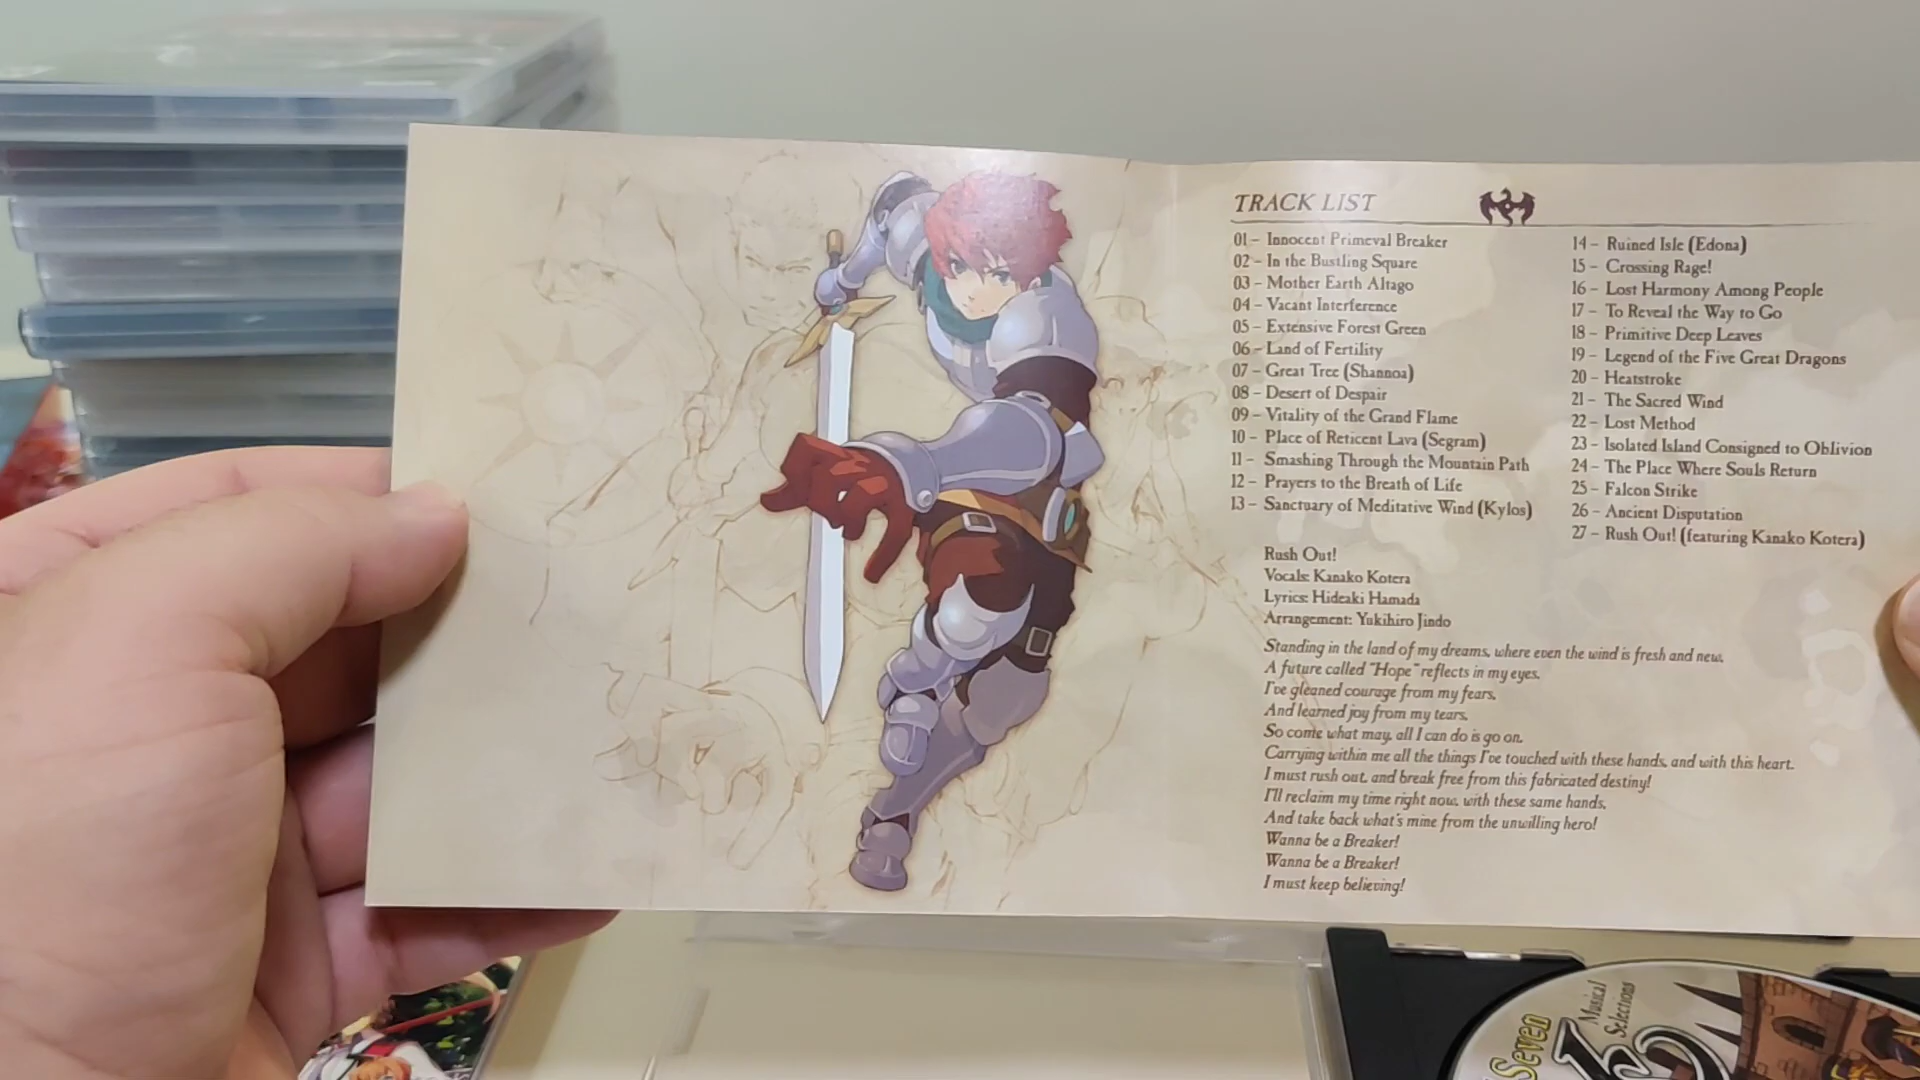 TRACK LIST
01 - Innocent Primeval Breaker
02 - In the Bustling Square
03 - Mother Earth Altago
04 - Vacant Interference
05 - Extensive Forest Green
06 - Land of Fertility
07 - Great Tree (Shannoa)
08 - Desert of Despair
09 - Vitality of the Grand Flame
10 - Place of Reticent Lava (Segram)
11 - Smashing Through the Mountain Path
12 - Prayers to the Breath of Life
13 - Sanctuary of Meditative Wind (Kylos)
14 - Ruined Isle (Edona)
15 - Crossing Rage!
16 - Lost Harmony Among People
17 - To Reveal the Way to Go
18 - Primitive Deep Leaves
19 - Legend of the Five Great Dragons
20 - Heatstroke
21 - The Sacred Wind
22 - Lost Method
23 - Isolated Island Consigned to Oblivion
24 - The Place Where Souls Return
25 - Falcon Strike
26 - Ancient Disputation
27 - Rush Out! (featuring Kanako Kotera)
Rush Out!
Vocals: Kanako Kotera
Lyrics: Hideaki Hamada
Arrangement: Yukihiro Jindo
Standing in the land of my dreams, where even the wind is fresh and new,
A future called "Hope" reflects in my eyes.
I've gleaned courage from my fears,
And learned joy from my tears,
So come what may, all I can do is go on,
Carrying within me all the things I've touched with these hands, and with this heart.
I must rush out, and break free from this fabricated destiny!
I'll reclaim my time right now, with these same hands,
And take back what's mine from the unwilling hero!
Wanna be a Breaker!
Wanna be a Breaker!
I must keep believing!
Seven
Ys
Musical
Selections